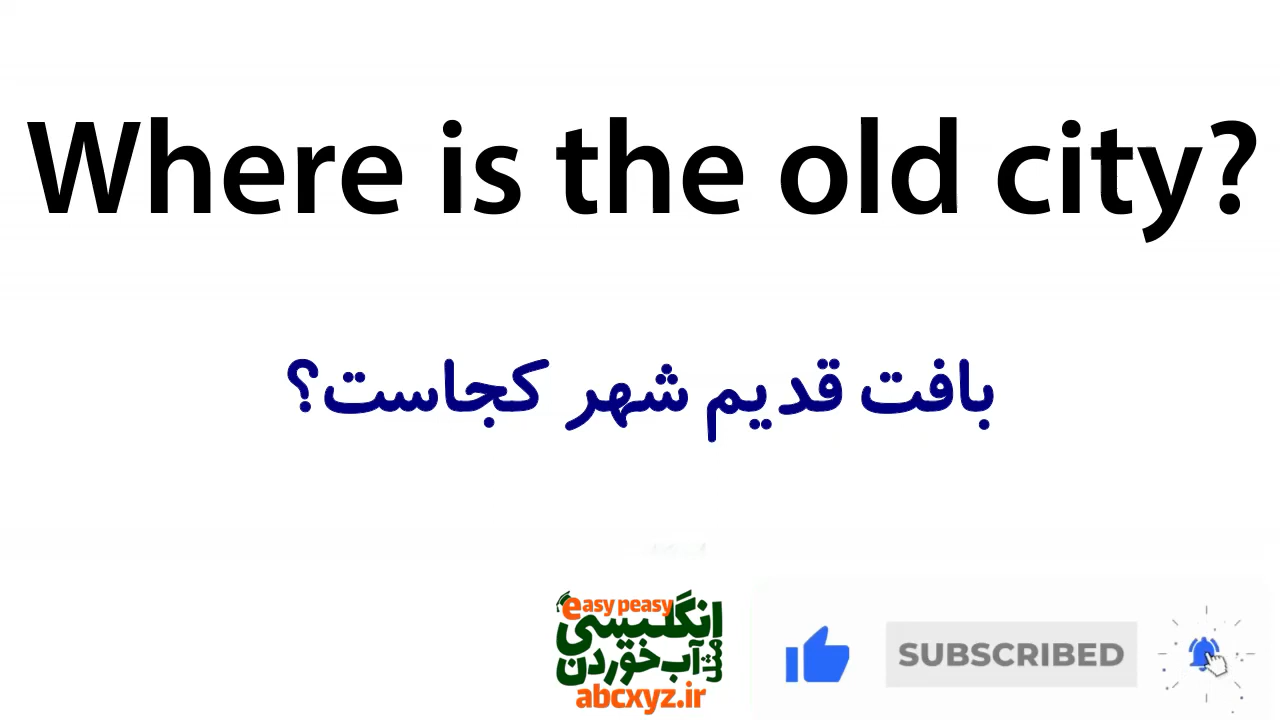 Where is the old city?
بافت قدیم شهر کجاست؟
easy peasy
انگلیسی
مثل آب خوردن
abcxyz.ir
SUBSCRIBED